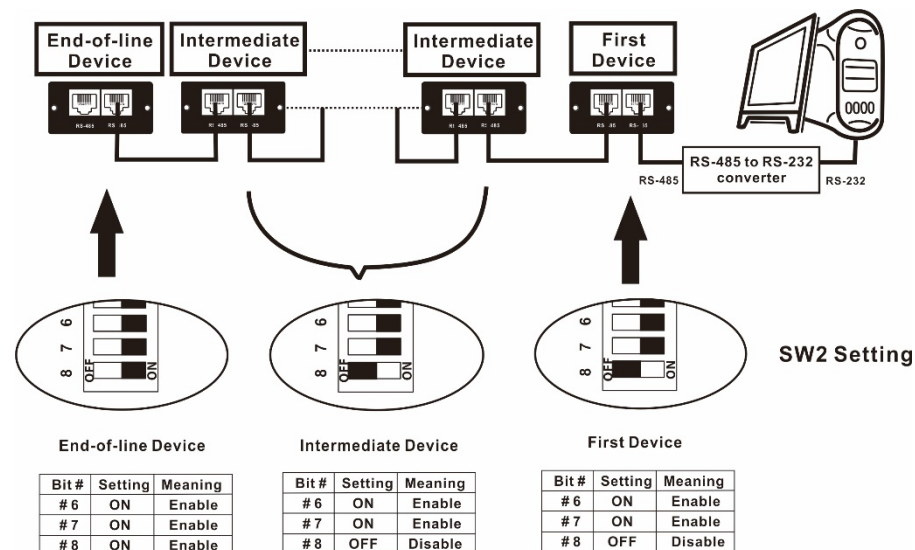 End-of-line
Device
Intermediate
Device
Intermediate
Device
First
Device
RS-485
RS-485
RS-485 to RS-232
converter
RS-232
6
7
8
OFF
ON
6
7
8
OFF
ON
6
7
8
OFF
ON
SW2 Setting
End-of-line Device
Intermediate Device
First Device
Bit # Setting Meaning
#6 ON Enable
#7 ON Enable
#8 ON Enable
Bit # Setting Meaning
#6 ON Enable
#7 ON Enable
#8 OFF Disable
Bit # Setting Meaning
#6 ON Enable
#7 ON Enable
#8 OFF Disable